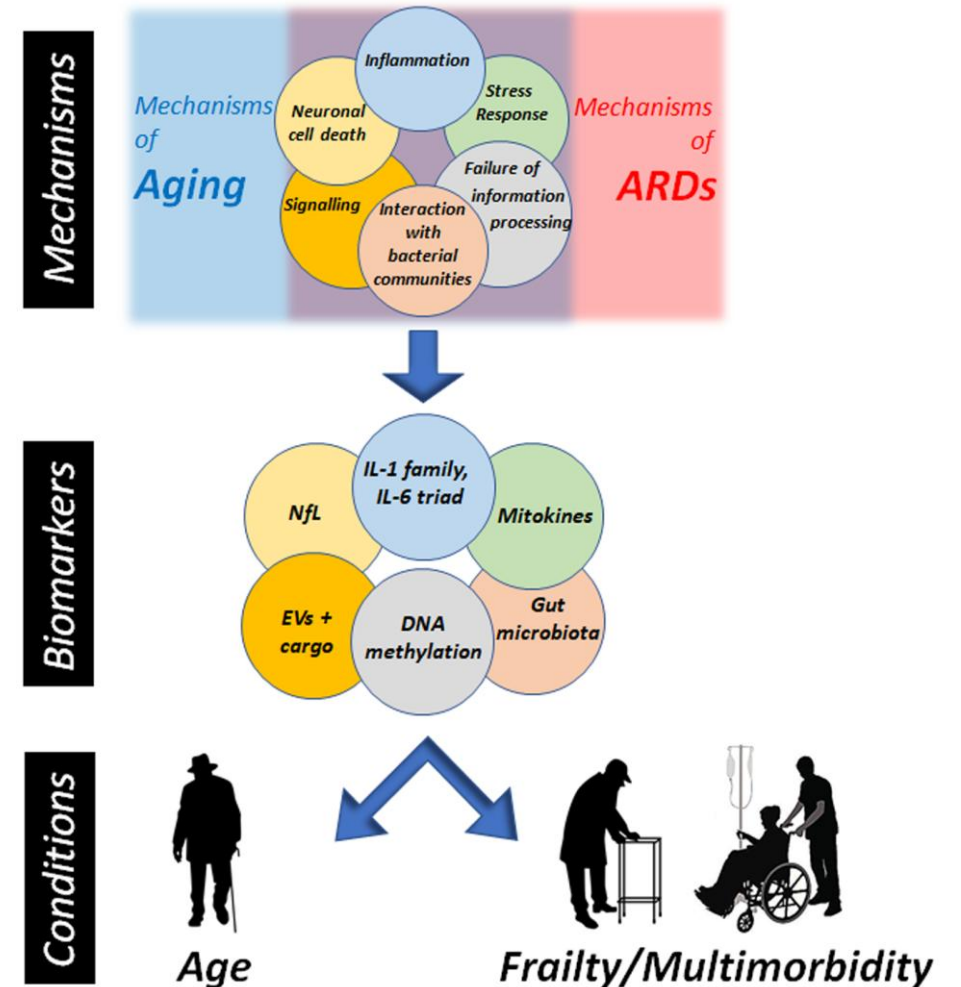 Mechanisms
Mechanisms
of
Aging
Inflammation
Neuronal
cell death
Stress
Response
Signalling
Failure of
information
processing
Interaction
with
bacterial
communities
Mechanisms
of
ARDs
Biomarkers
IL-1 family,
IL-6 triad
NfL
Mitokines
EVs +
cargo
DNA
methylation
Gut
microbiota
Conditions
Age
Frailty/Multimorbidity